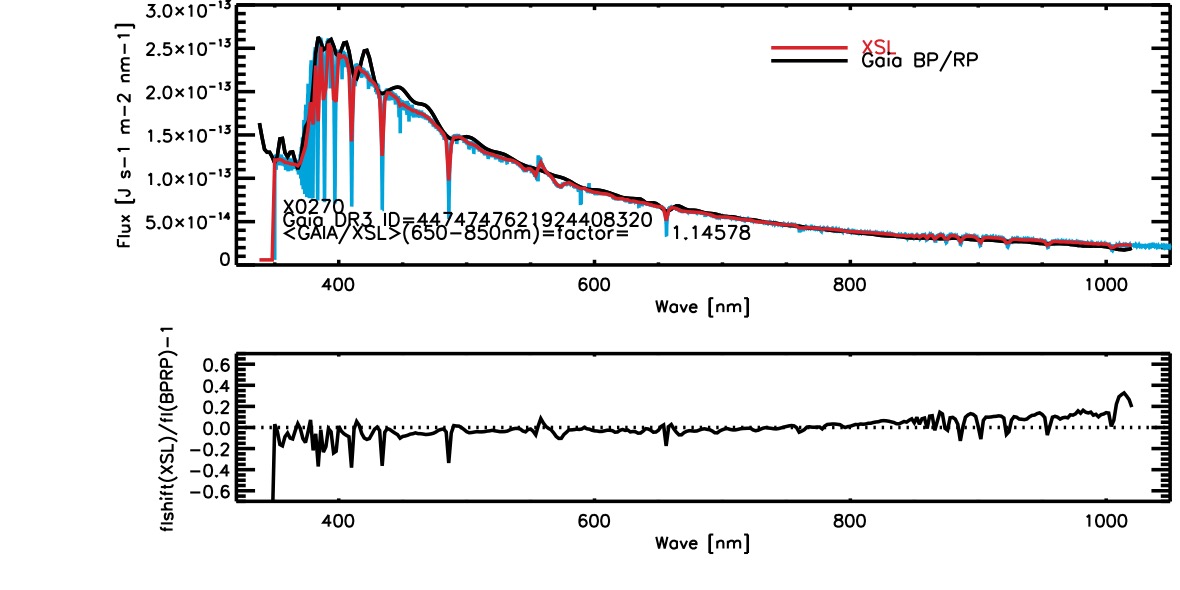 3.0×10−13
2.5×10−13
2.0×10−13
1.5×10−13
1.0×10−13
5.0×10−14
0
Flux [J s−1 m−2 nm−1]
XSL
Gaia BP/RP
X0270
Gaia DR3 ID=4474747621924408320
<GAIA/XSL>(650−850nm)=factor= 1.14578
400 600 800 1000
Wave [nm]
flshift(XSL)/fl(BPRP)−1
0.6
0.4
0.2
0.0
−0.2
−0.4
−0.6
400 600 800 1000
Wave [nm]